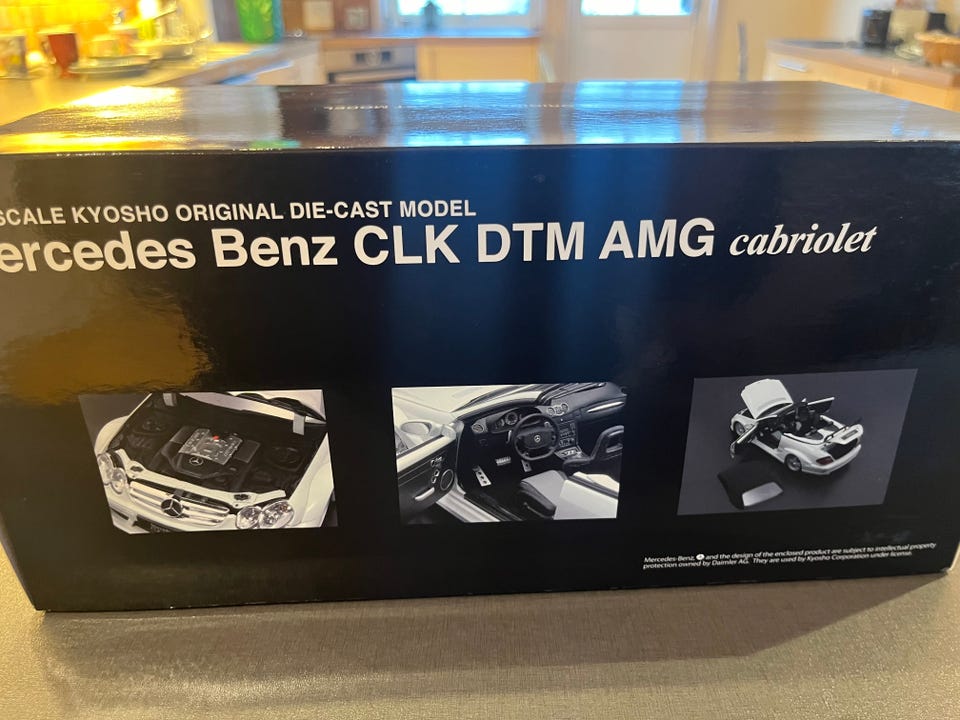 SCALE KYOSHO ORIGINAL DIE-CAST MODEL
ercedes Benz CLK DTM AMG cabriolet
Mercedes-Benz, and the design of the enclosed product are subject to intellectual property
protection owned by Daimler AG. They are used by Kyosho Corporation under license.